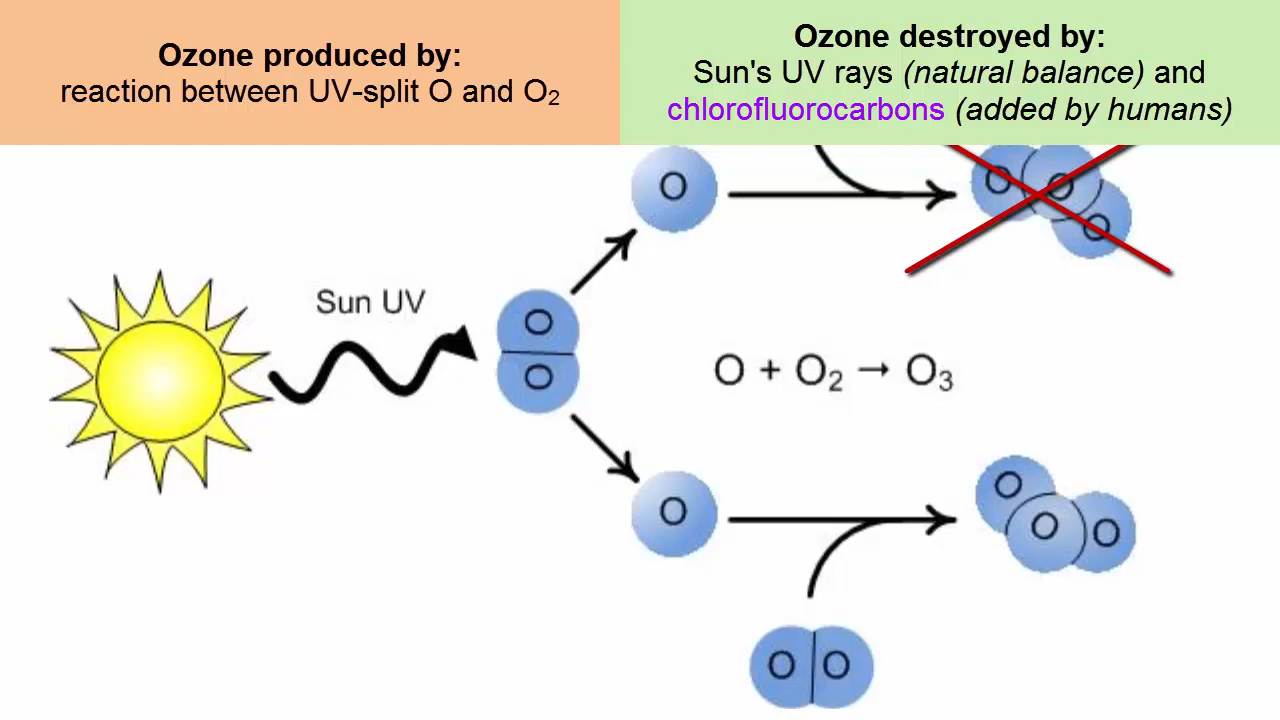 Ozone produced by:
reaction between UV-split O and O₂
Ozone destroyed by:
Sun's UV rays (natural balance) and
chlorofluorocarbons (added by humans)
O
O
O
O
Sun UV
O
O
O + O₂ → O₃
O
O
O
O
O O